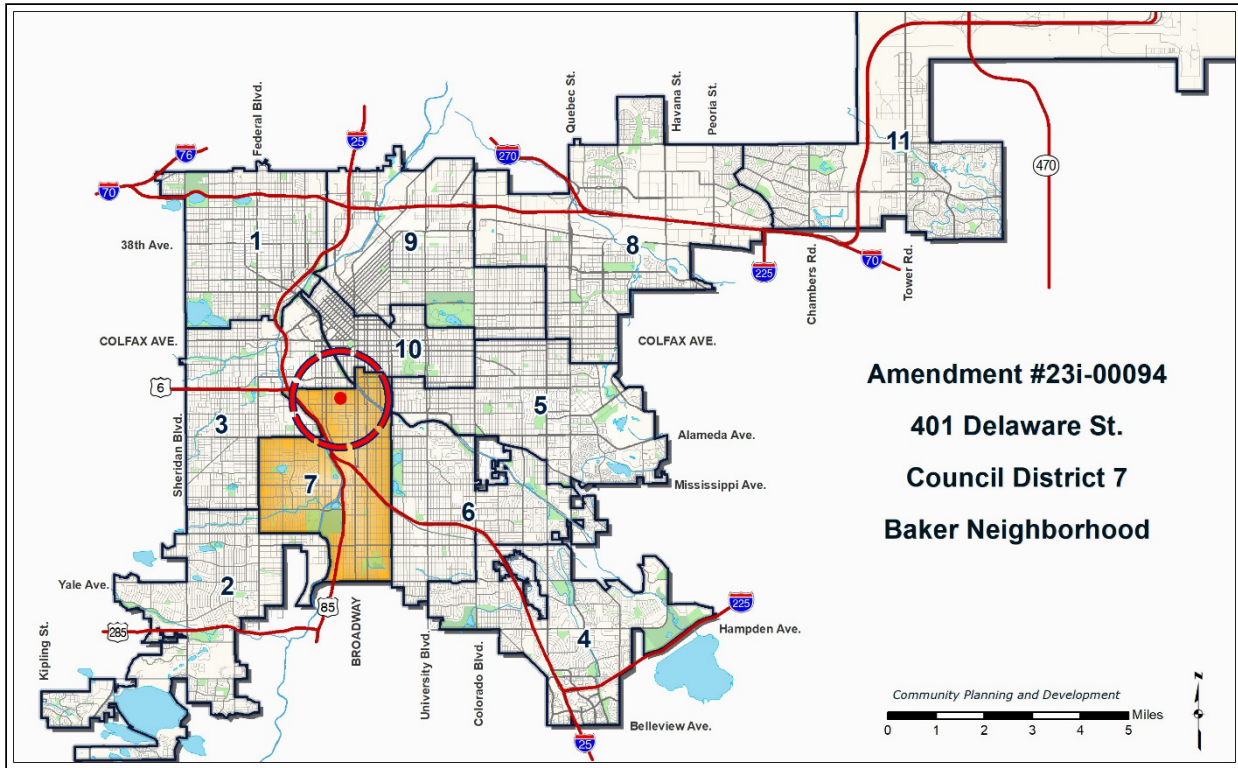 Federal Blvd.
Quebec St.
Havana St.
Peoria St.
25
76
270
70
11
470
38th Ave.
1
9
8
225
70
Chambers Rd.
Tower Rd.
COLFAX AVE.
10
COLFAX AVE.
6
3
5
Sheridan Blvd.
Alameda Ave.
7
Mississippi Ave.
6
Amendment #23i-00094
401 Delaware St.
Council District 7
Baker Neighborhood
2
Yale Ave.
85
285
BROADWAY
University Blvd.
Colorado Blvd.
4
225
Hampden Ave.
Kipling St.
Belleview Ave.
25
Community Planning and Development
Miles
0 1 2 3 4 5
N